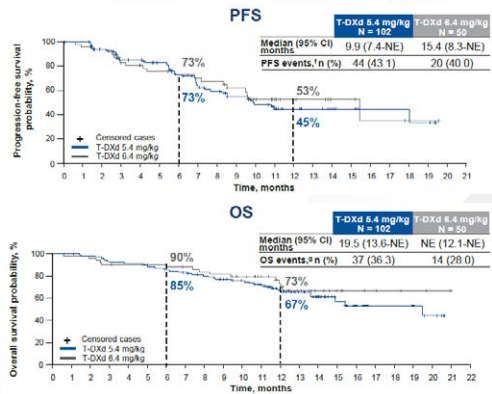 PFS
T-DXd 5.4 mg/kg
N = 102
T-DXd 6.4 mg/kg
N = 50
Median (95% CI)
months
9.9 (7.4-NE)
15.4 (8.3-NE)
PFS events,f n (%)
44 (43.1)
20 (40.0)
Progression-free survival
probability, %
100
80
60
40
20
0
73%
73%
53%
45%
+ Censored cases
T-DXd 5.4 mg/kg
T-DXd 6.4 mg/kg
0 1 2 3 4 5 6 7 8 9 10 11 12 13 14 15 16 17 18 19 20 21
Time, months
OS
T-DXd 5.4 mg/kg
N = 102
T-DXd 6.4 mg/kg
N = 50
Median (95% CI)
months
19.5 (13.6-NE)
NE (12.1-NE)
OS events,g n (%)
37 (36.3)
14 (28.0)
Overall survival probability, %
100
80
60
40
20
0
90%
85%
73%
67%
+ Censored cases
T-DXd 5.4 mg/kg
T-DXd 6.4 mg/kg
0 1 2 3 4 5 6 7 8 9 10 11 12 13 14 15 16 17 18 19 20 21 22
Time, months